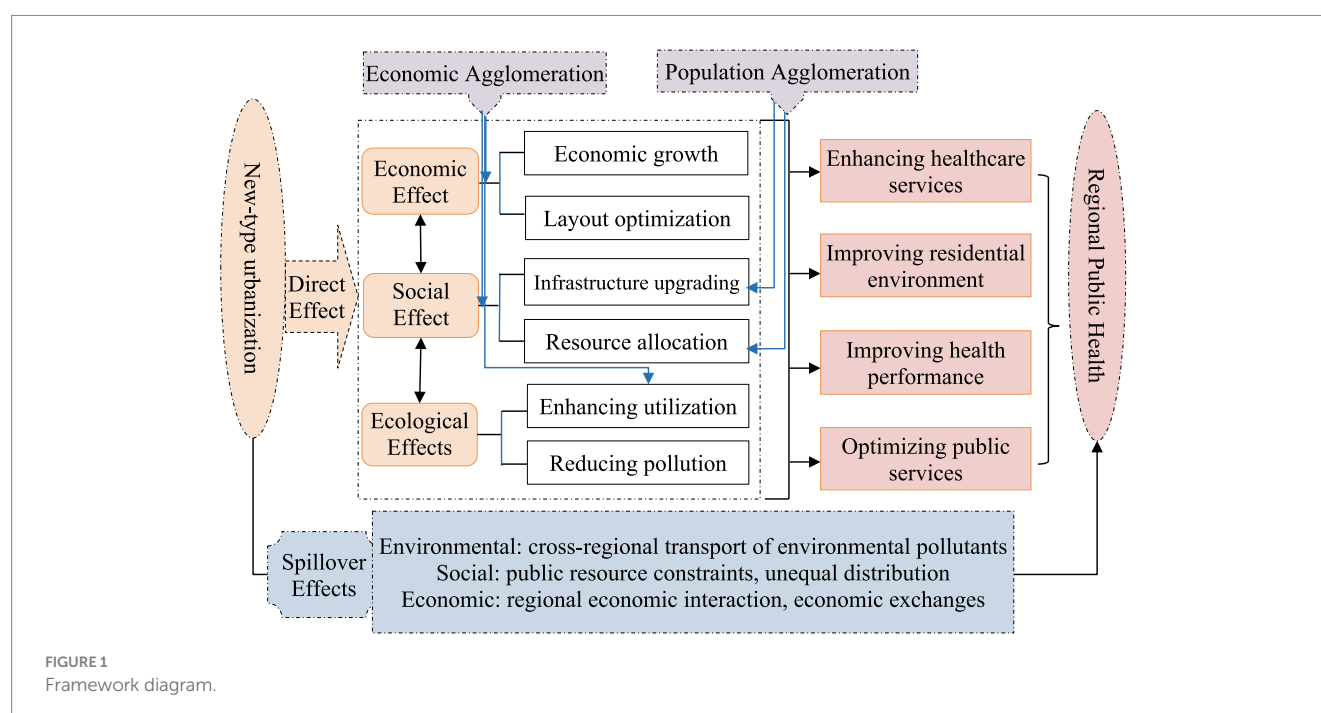 Economic Agglomeration
Population Agglomeration
New-type urbanization
Direct
Effect
Economic
Effect
Social
Effect
Ecological
Effects
Economic growth
Layout optimization
Infrastructure upgrading
Resource allocation
Enhancing utilization
Reducing pollution
Enhancing healthcare
services
Improving residential
environment
Improving health
performance
Optimizing public
services
Regional Public Health
Spillover
Effects
Environmental: cross-regional transport of environmental pollutants
Social: public resource constraints, unequal distribution
Economic: regional economic interaction, economic exchanges
FIGURE 1
Framework diagram.